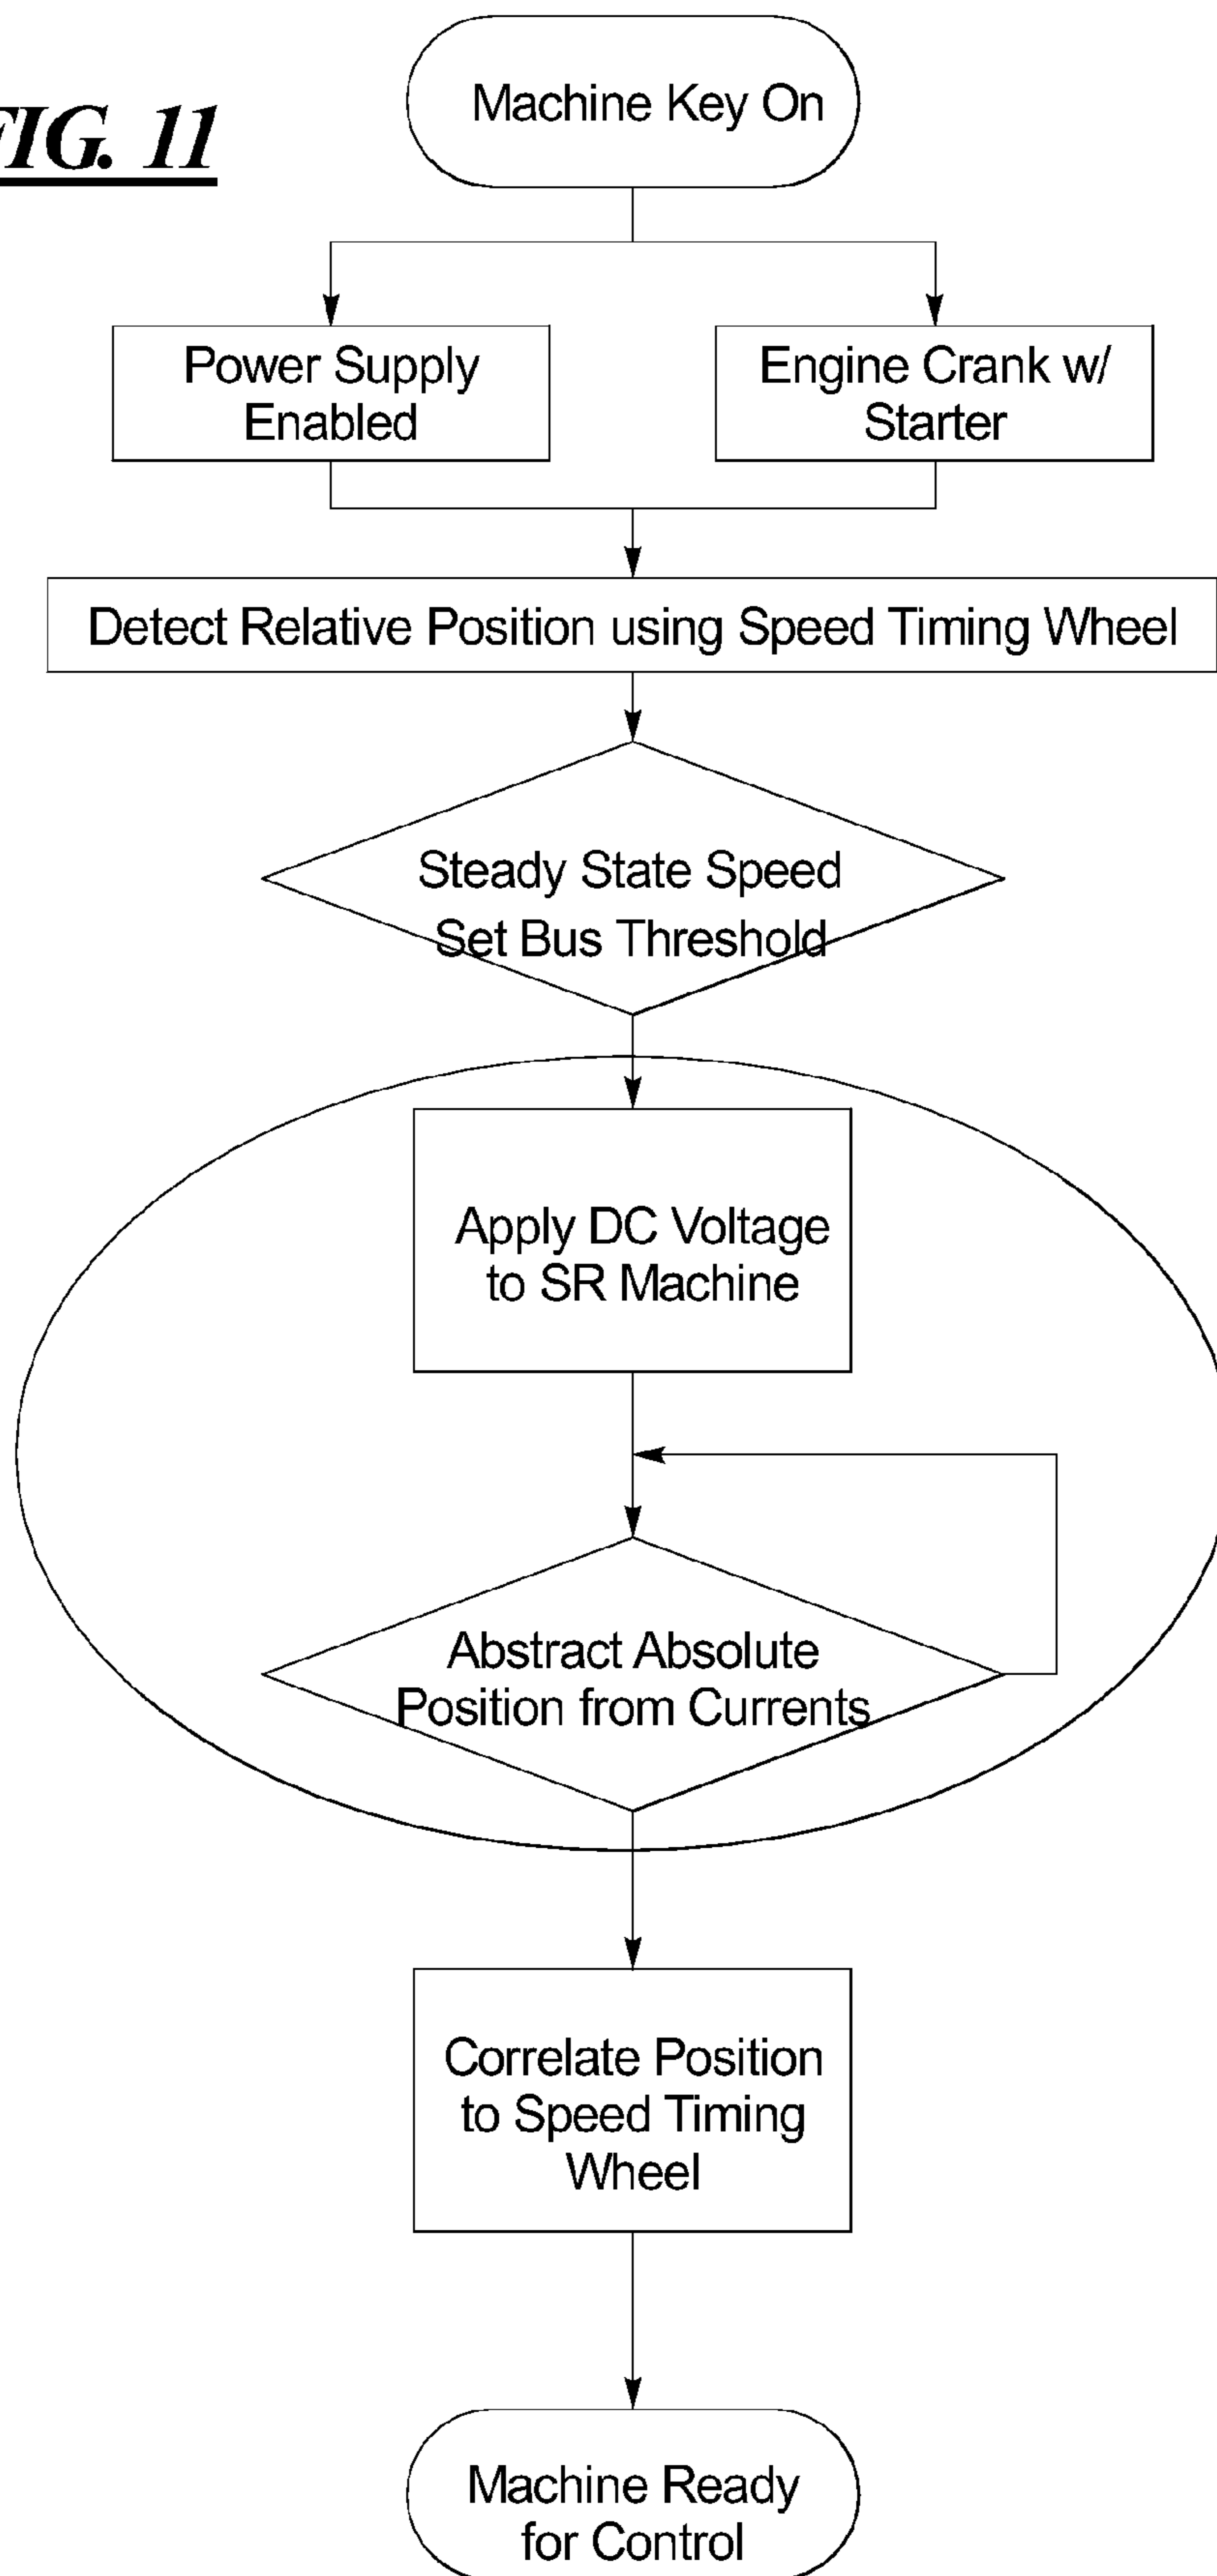 FIG. 11
Machine Key On
Power Supply
Enabled
Engine Crank w/
Starter
Detect Relative Position using Speed Timing Wheel
Steady State Speed
Set Bus Threshold
Apply DC Voltage
to SR Machine
Abstract Absolute
Position from Currents
Correlate Position
to Speed Timing
Wheel
Machine Ready
for Control